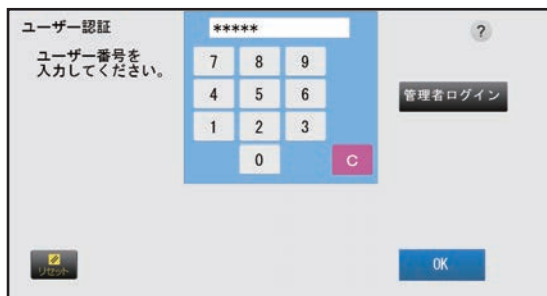 ユーザー認証
*****
?
ユーザー番号を
入力してください。
7 8 9
4 5 6
管理者ログイン
1 2 3
0 C
リセット
OK